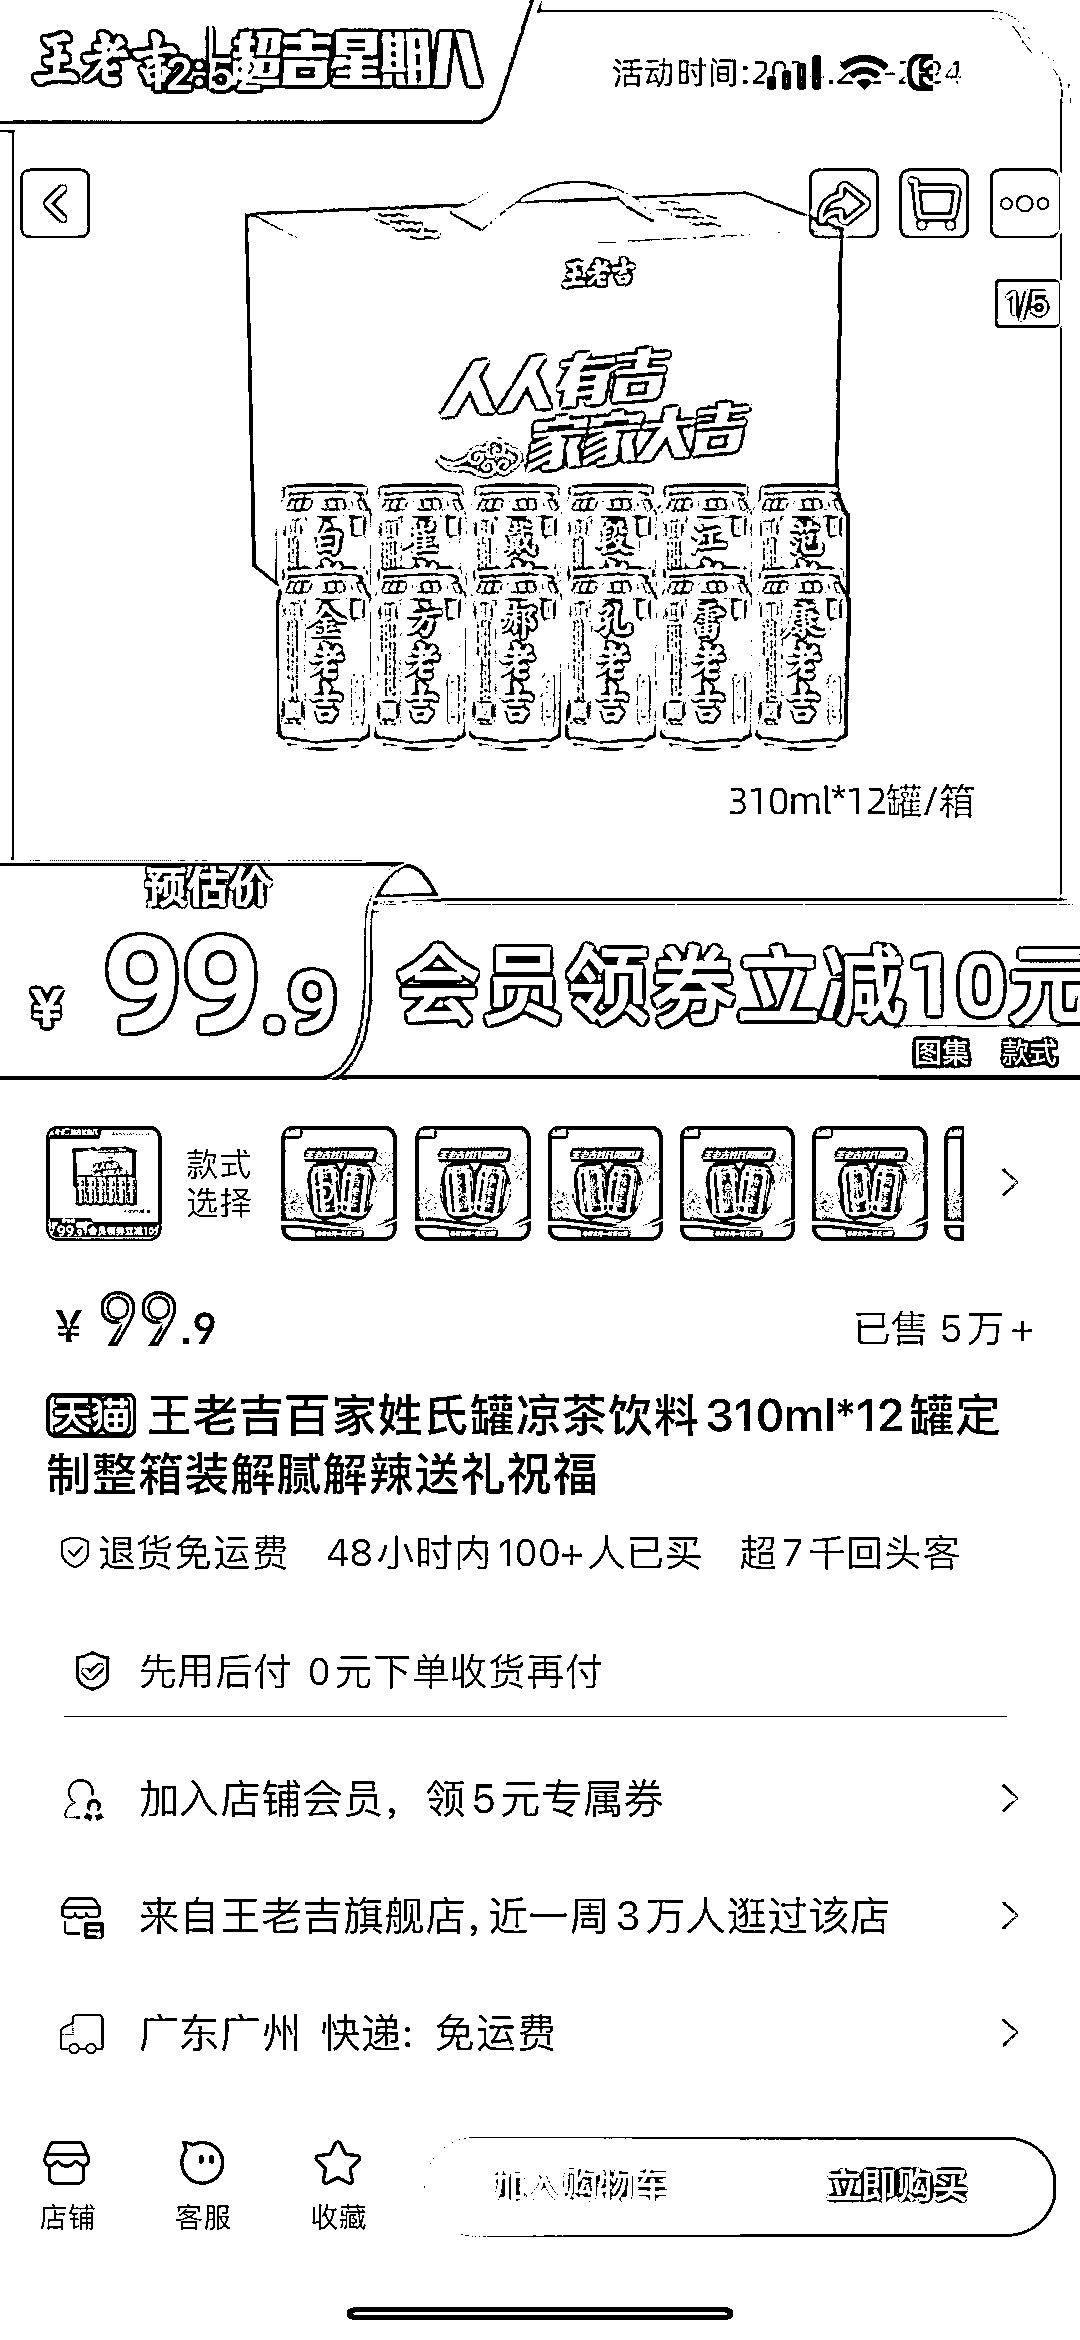 王老吉 超吉星期八
12:52
活动时间:
1/5
王老吉
人人有吉
家家大吉
白 崔 戴 段 江 范
金老吉 方老吉 郝老吉 孔老吉 雷老吉 康老吉
310ml*12罐/箱
预估价
¥ 99.9
会员领券立减10元
图集 款式
款式
选择
¥ 99.9
已售 5万+
天猫 王老吉百家姓氏罐凉茶饮料310ml*12罐定
制整箱装解腻解辣送礼祝福
退货免运费 48小时内100+人已买 超7千回头客
先用后付 0元下单收货再付
加入店铺会员，领5元专属券
来自王老吉旗舰店,近一周3万人逛过该店
广东广州 快递: 免运费
店铺 客服 收藏 加入购物车 立即购买